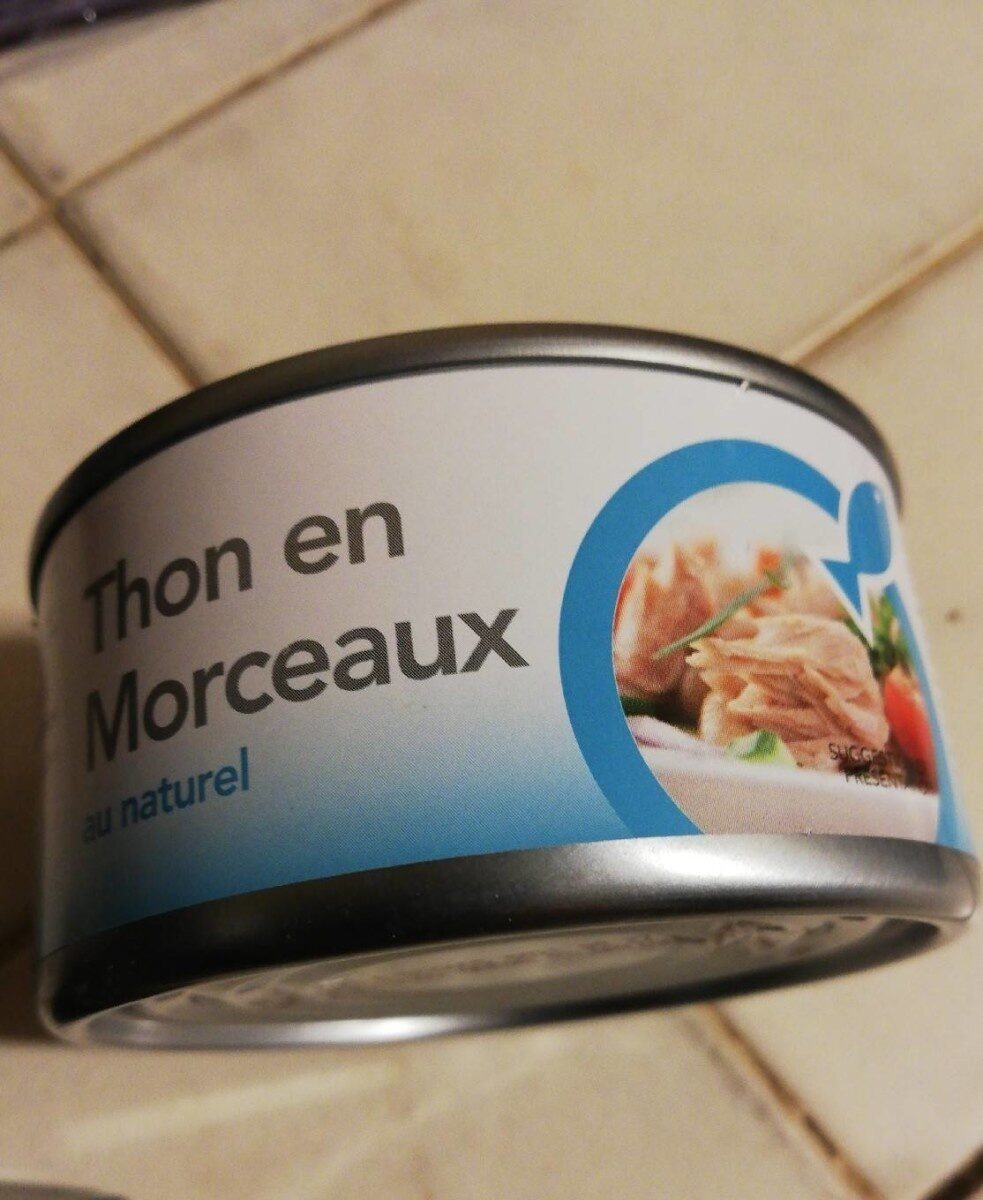 Thon en
Morceaux
au naturel